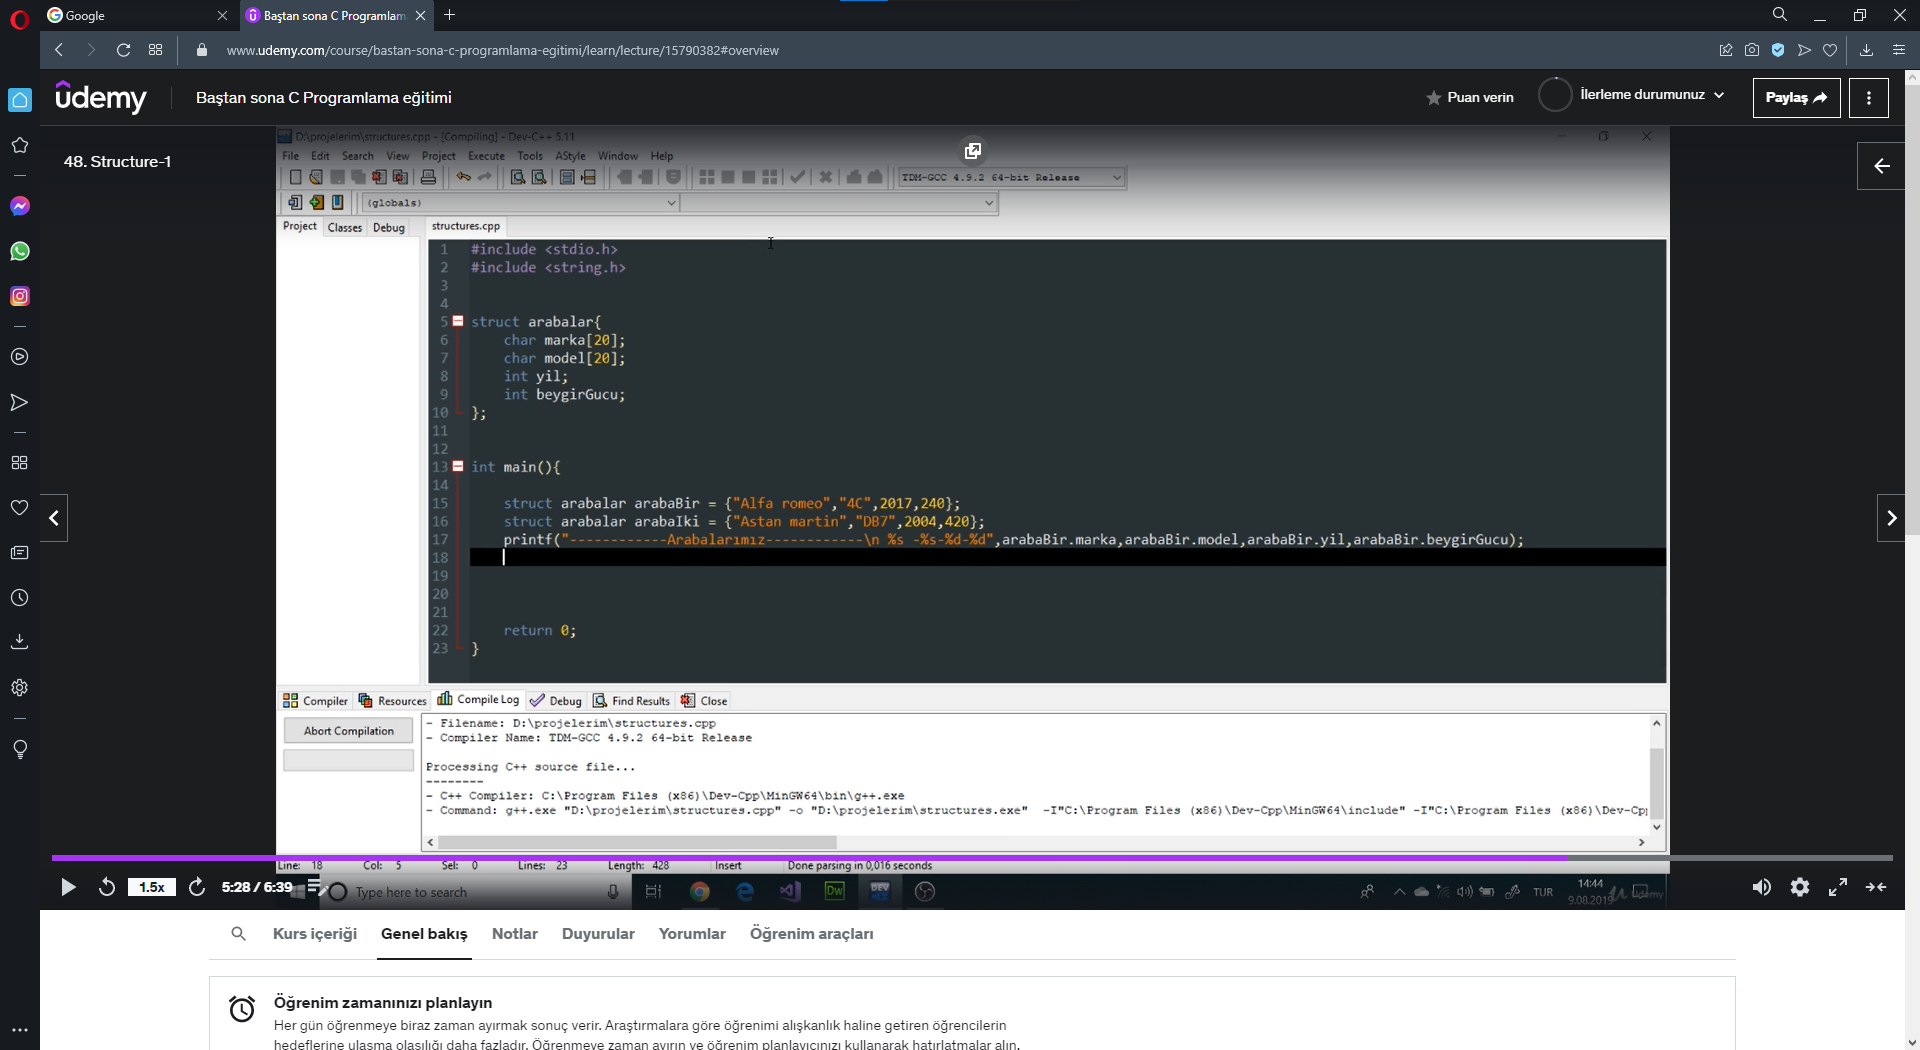 Google
Baştan sona C Programlam
www.udemy.com/course/bastan-sona-c-programlama-egitimi/learn/lecture/15790382#overview
udemy
Baştan sona C Programlama eğitimi
Puan verin
İlerleme durumunuz
Paylaş
48. Structure-1
D:\projelerim\structures.cpp - [Compiling] - Dev-C++ 5.11
File Edit Search View Project Execute Tools AStyle Window Help
TDM-GCC 4.9.2 64-bit Release
(globals)
Project Classes Debug
structures.cpp
1 #include <stdio.h>
2 #include <string.h>
3
4
5 struct arabalar{
6 char marka[20];
7 char model[20];
8 int yil;
9 int beygirGucu;
10 };
11
12
13 int main(){
14
15 struct arabalar arabaBir = {"Alfa romeo","4C",2017,240};
16 struct arabalar arabaIki = {"Astan martin","DB7",2004,420};
17 printf("------------Arabalarımız------------\n %s -%s-%d-%d",arabaBir.marka,arabaBir.model,arabaBir.yil,arabaBir.beygirGucu);
18
19
20
21
22 return 0;
23 }
Compiler Resources Compile Log Debug Find Results Close
Abort Compilation
- Filename: D:\projelerim\structures.cpp
- Compiler Name: TDM-GCC 4.9.2 64-bit Release
Processing C++ source file...
--------
- C++ Compiler: C:\Program Files (x86)\Dev-Cpp\MinGW64\bin\g++.exe
- Command: g++.exe "D:\projelerim\structures.cpp" -o "D:\projelerim\structures.exe" -I"C:\Program Files (x86)\Dev-Cpp\MinGW64\include" -I"C:\Program Files (x86)\Dev-Cp
Line: 18 Col: 5 Sel: 0 Lines: 23 Length: 428 Insert Done parsing in 0,016 seconds
1.5x
5:28 / 6:39
Type here to search
Dw
DEV
TUR
14:44
9.08.2019
udemy
Kurs içeriği Genel bakış Notlar Duyurular Yorumlar Öğrenim araçları
Öğrenim zamanınızı planlayın
Her gün öğrenmeye biraz zaman ayırmak sonuç verir. Araştırmalara göre öğrenimi alışkanlık haline getiren öğrencilerin
hedeflerine ulaşma olasılığı daha fazladır. Öğrenmeye zaman ayırın ve öğrenim planlayıcınızı kullanarak hatırlatmalar alın.